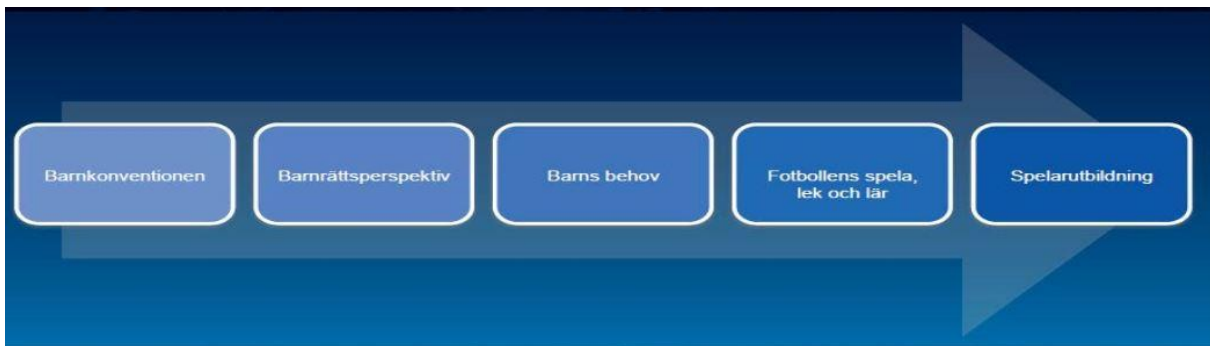 Barnkonventionen
Barnrättsperspektiv
Barns behov
Fotbollens spela,
lek och lär
Spelarutbildning